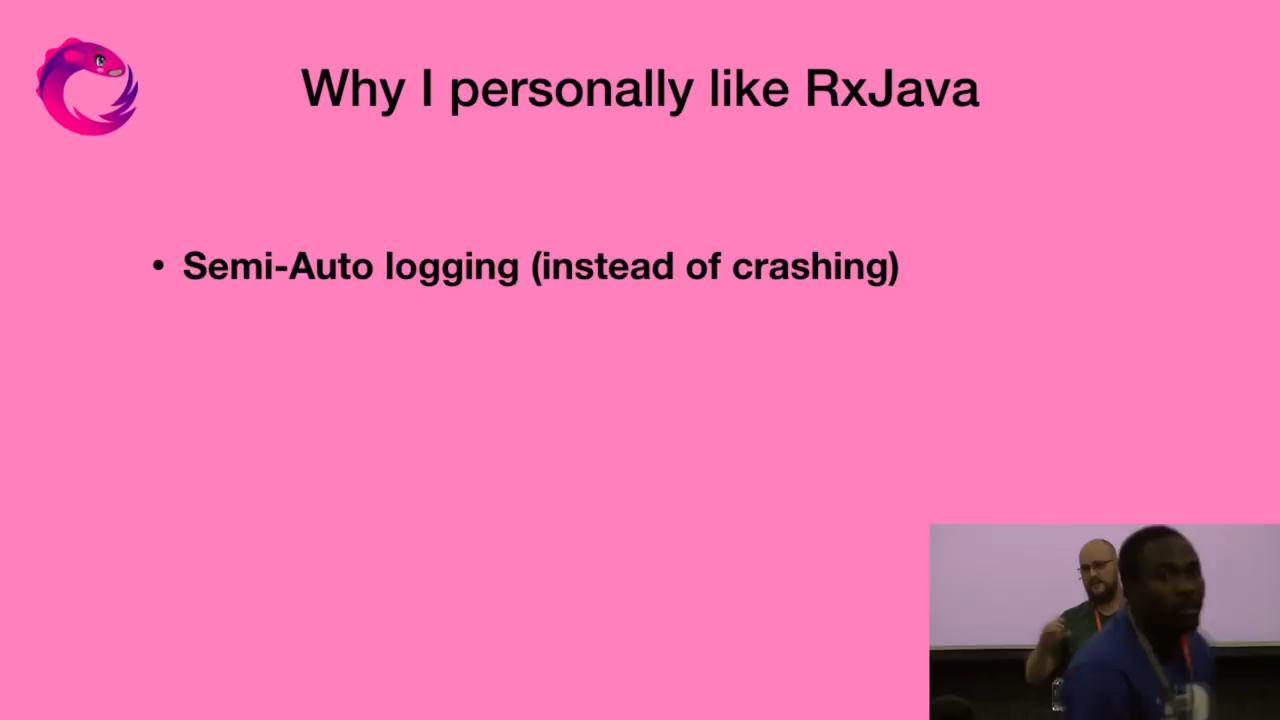 Why I personally like RxJava
• Semi-Auto logging (instead of crashing)